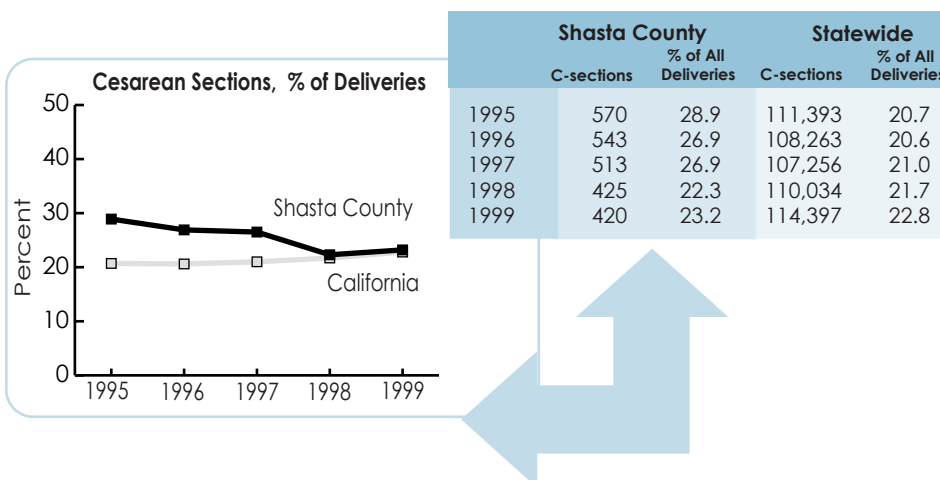 Cesarean Sections, % of Deliveries
50
40
30
20
10
0
Percent
Shasta County
California
1995 1996 1997 1998 1999
Shasta County Statewide
% of All % of All
C-sections Deliveries C-sections Deliveries
1995 570 28.9 111,393 20.7
1996 543 26.9 108,263 20.6
1997 513 26.9 107,256 21.0
1998 425 22.3 110,034 21.7
1999 420 23.2 114,397 22.8